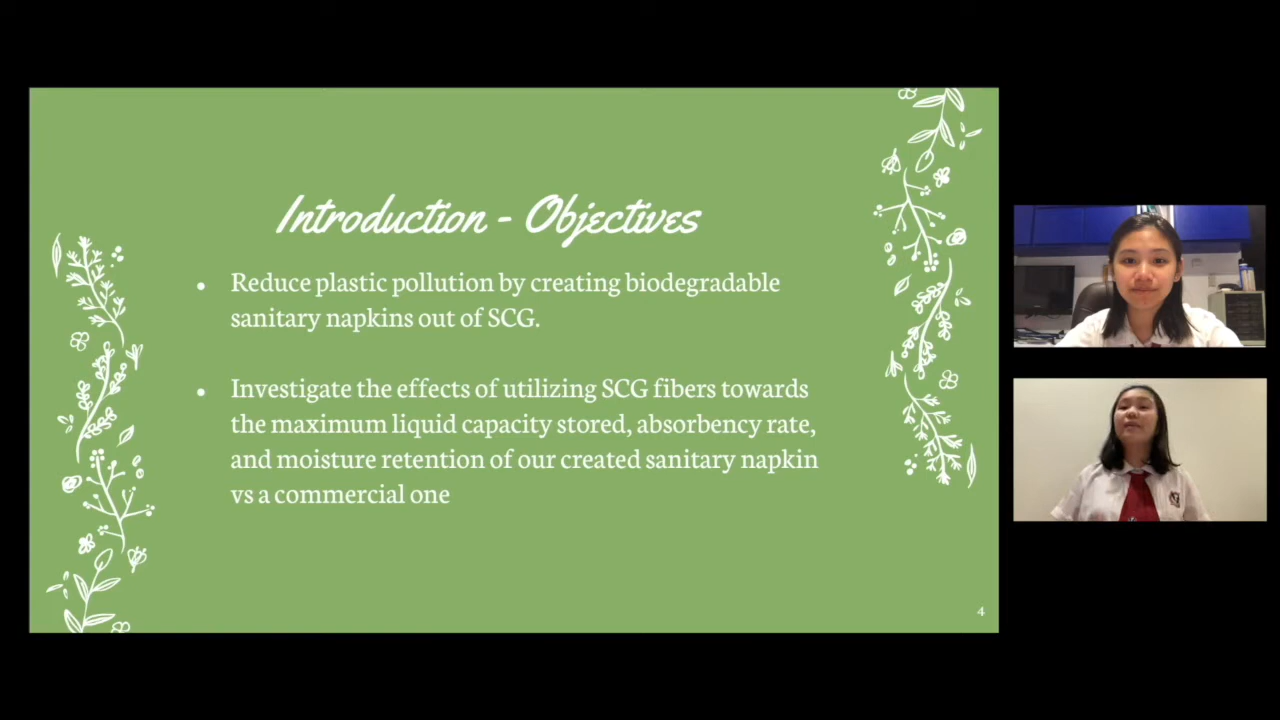 Introduction - Objectives
• Reduce plastic pollution by creating biodegradable
sanitary napkins out of SCG.
• Investigate the effects of utilizing SCG fibers towards
the maximum liquid capacity stored, absorbency rate,
and moisture retention of our created sanitary napkin
vs a commercial one
4